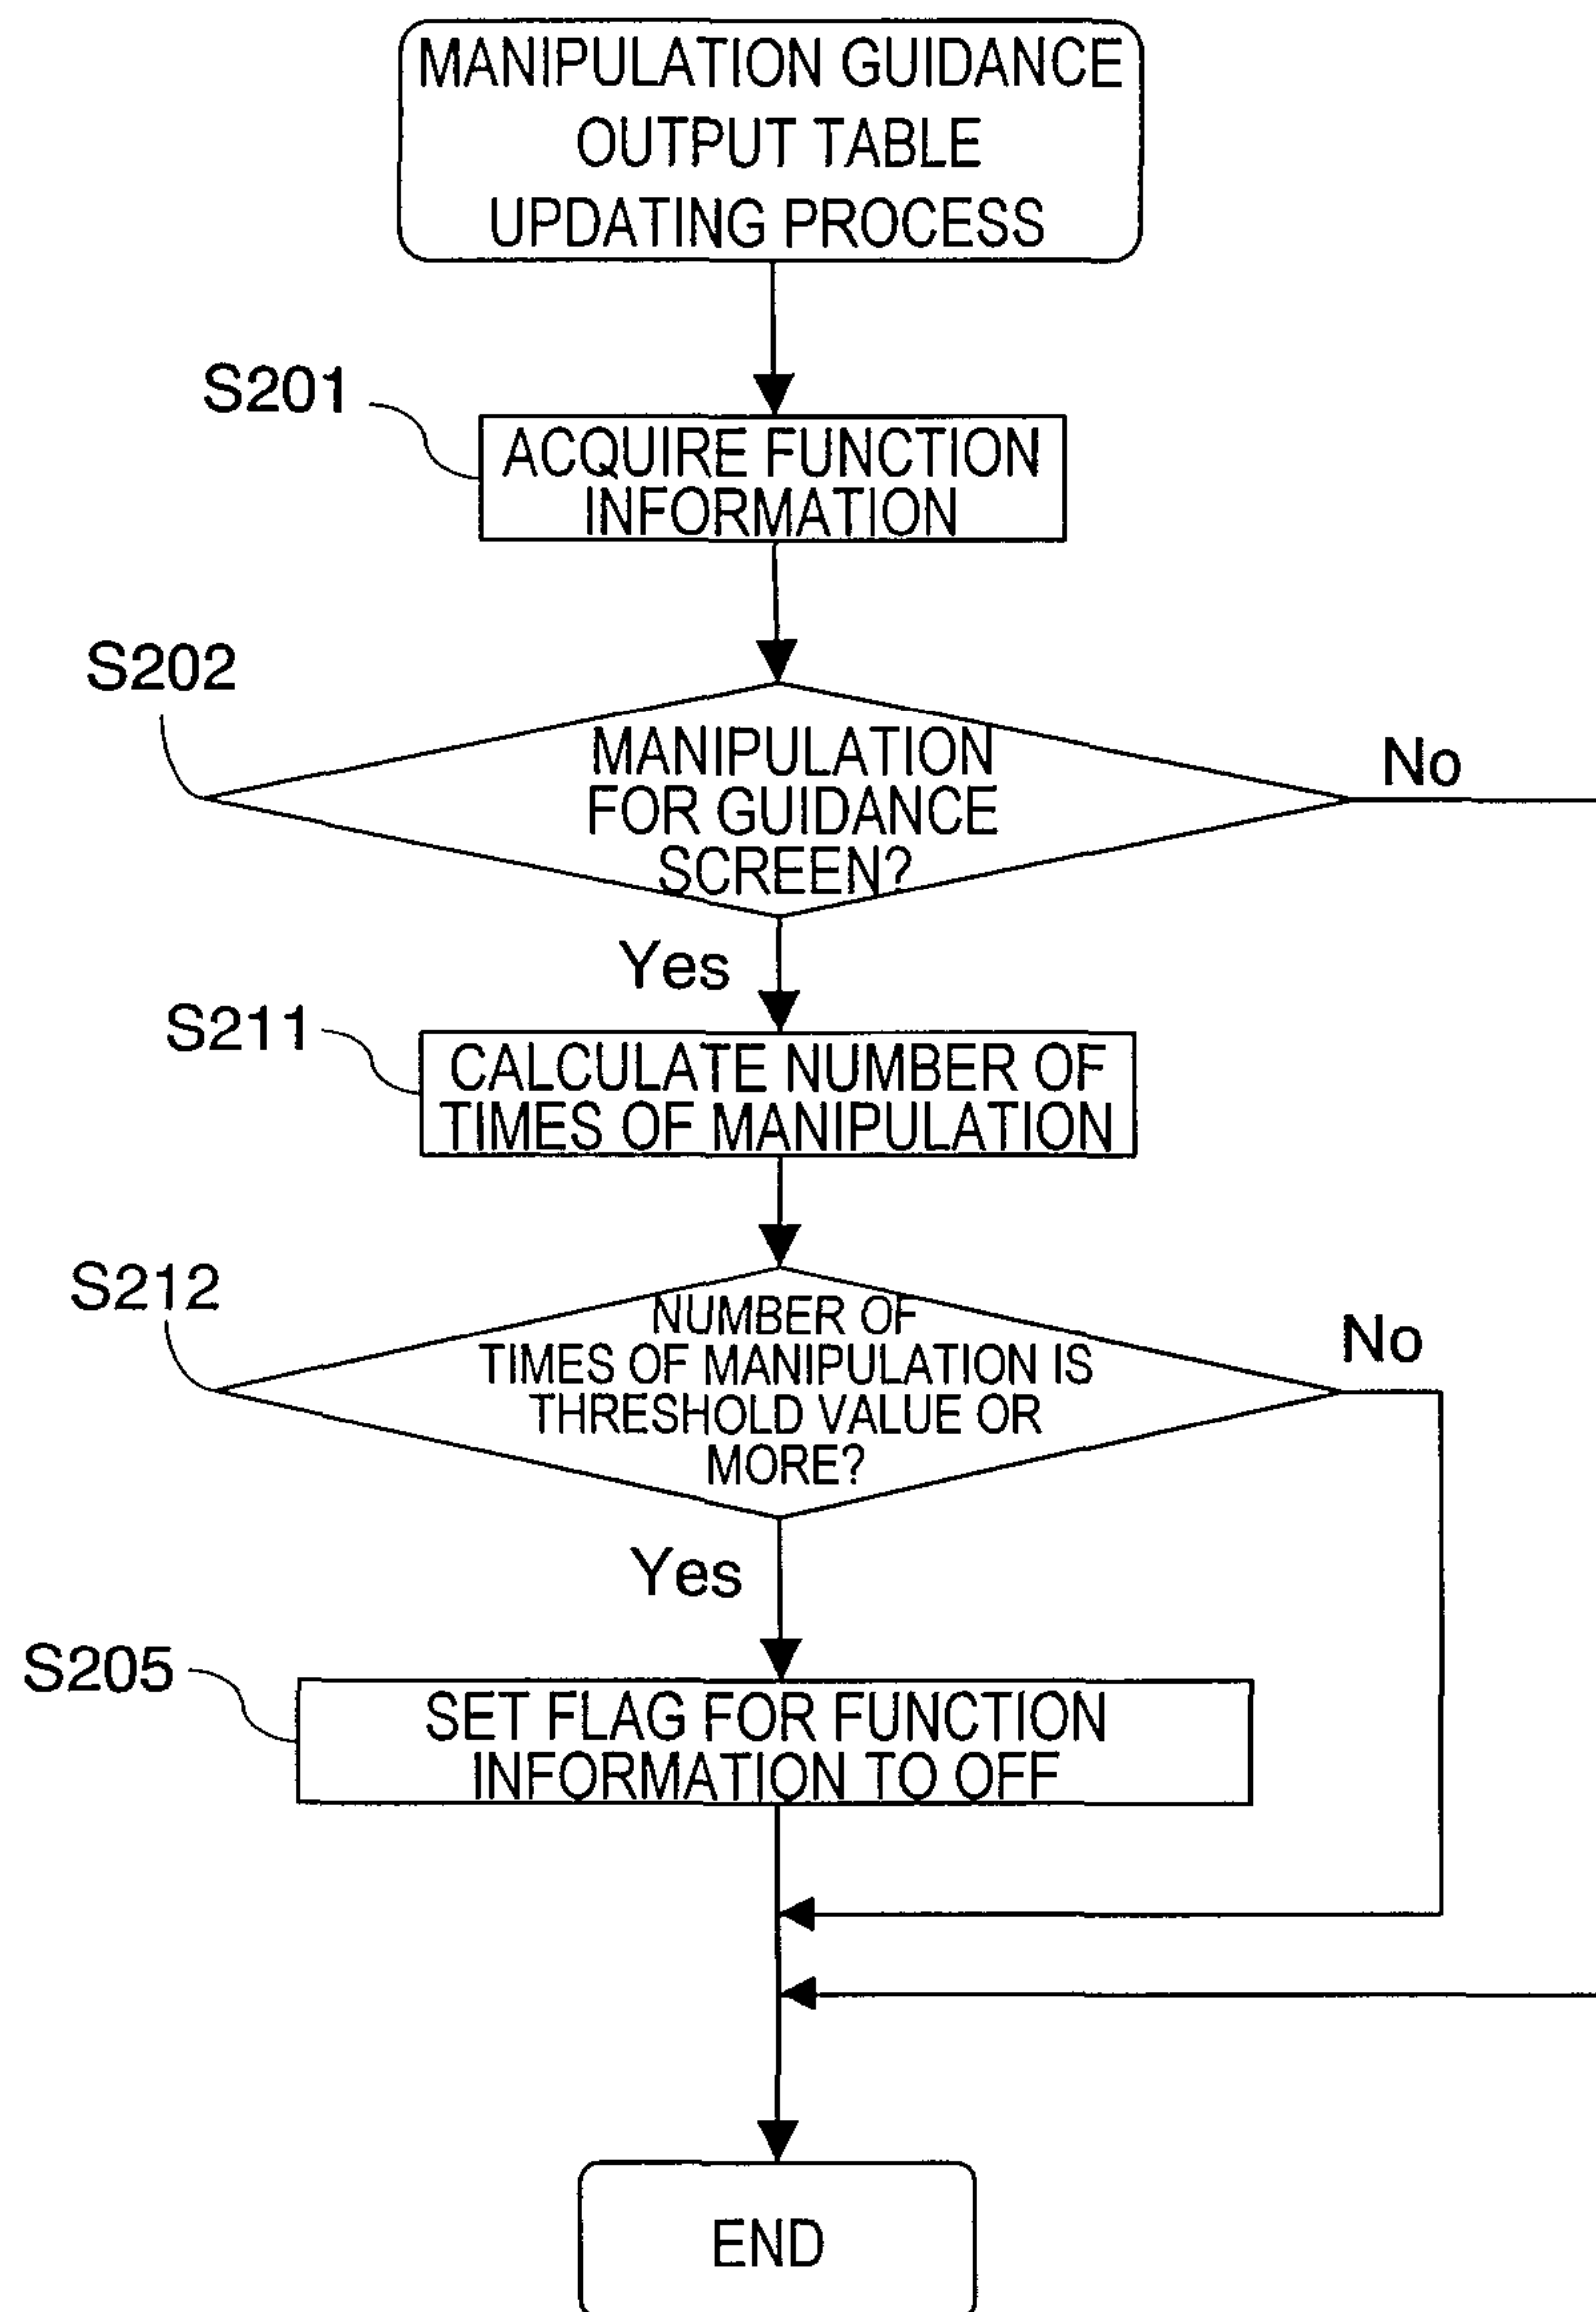 MANIPULATION GUIDANCE
OUTPUT TABLE
UPDATING PROCESS
S201
ACQUIRE FUNCTION
INFORMATION
S202
MANIPULATION
FOR GUIDANCE
SCREEN?
No
Yes
S211
CALCULATE NUMBER OF
TIMES OF MANIPULATION
S212
NUMBER OF
TIMES OF MANIPULATION IS
THRESHOLD VALUE OR
MORE?
No
Yes
S205
SET FLAG FOR FUNCTION
INFORMATION TO OFF
END